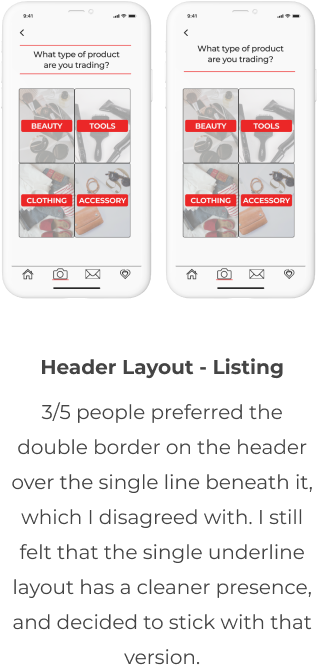 9:41
What type of product
are you trading?
BEAUTY
TOOLS
CLOTHING
ACCESSORY
9:41
What type of product
are you trading?
BEAUTY
TOOLS
CLOTHING
ACCESSORY
Header Layout - Listing
3/5 people preferred the
double border on the header
over the single line beneath it,
which I disagreed with. I still
felt that the single underline
layout has a cleaner presence,
and decided to stick with that
version.